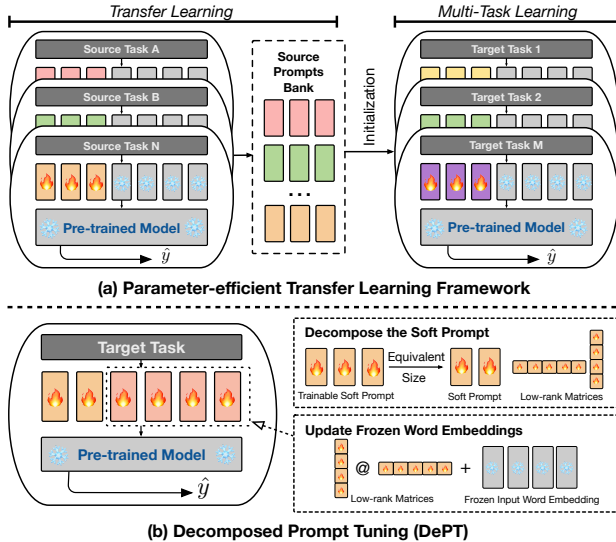 Transfer Learning
Multi-Task Learning
Source Task A
Source Task B
Source Task N
Pre-trained Model
ŷ
Source
Prompts
Bank
...
Initialization
Target Task 1
Target Task 2
Target Task M
Pre-trained Model
ŷ
(a) Parameter-efficient Transfer Learning Framework
Target Task
Pre-trained Model
ŷ
Decompose the Soft Prompt
Equivalent
Size
Trainable Soft Prompt
Soft Prompt
Low-rank Matrices
Update Frozen Word Embeddings
@
+
Low-rank Matrices
Frozen Input Word Embedding
(b) Decomposed Prompt Tuning (DePT)